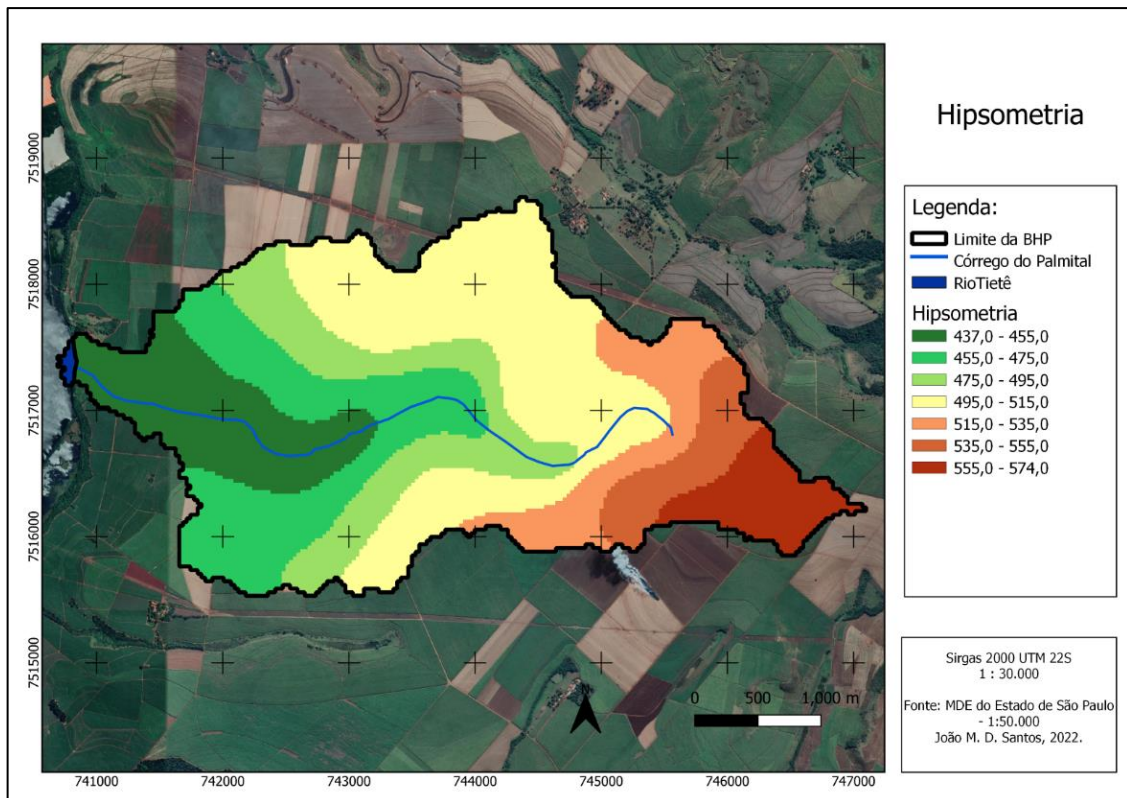 Hipsometria
Legenda:
Limite da BHP
Córrego do Palmital
RioTietê
Hipsometria
437,0 - 455,0
455,0 - 475,0
475,0 - 495,0
495,0 - 515,0
515,0 - 535,0
535,0 - 555,0
555,0 - 574,0
Sirgas 2000 UTM 22S
1 : 30.000
Fonte: MDE do Estado de São Paulo
- 1:50.000
João M. D. Santos, 2022.
7519000
7518000
7517000
7516000
7515000
N
0 500 1,000 m
741000 742000 743000 744000 745000 746000 747000